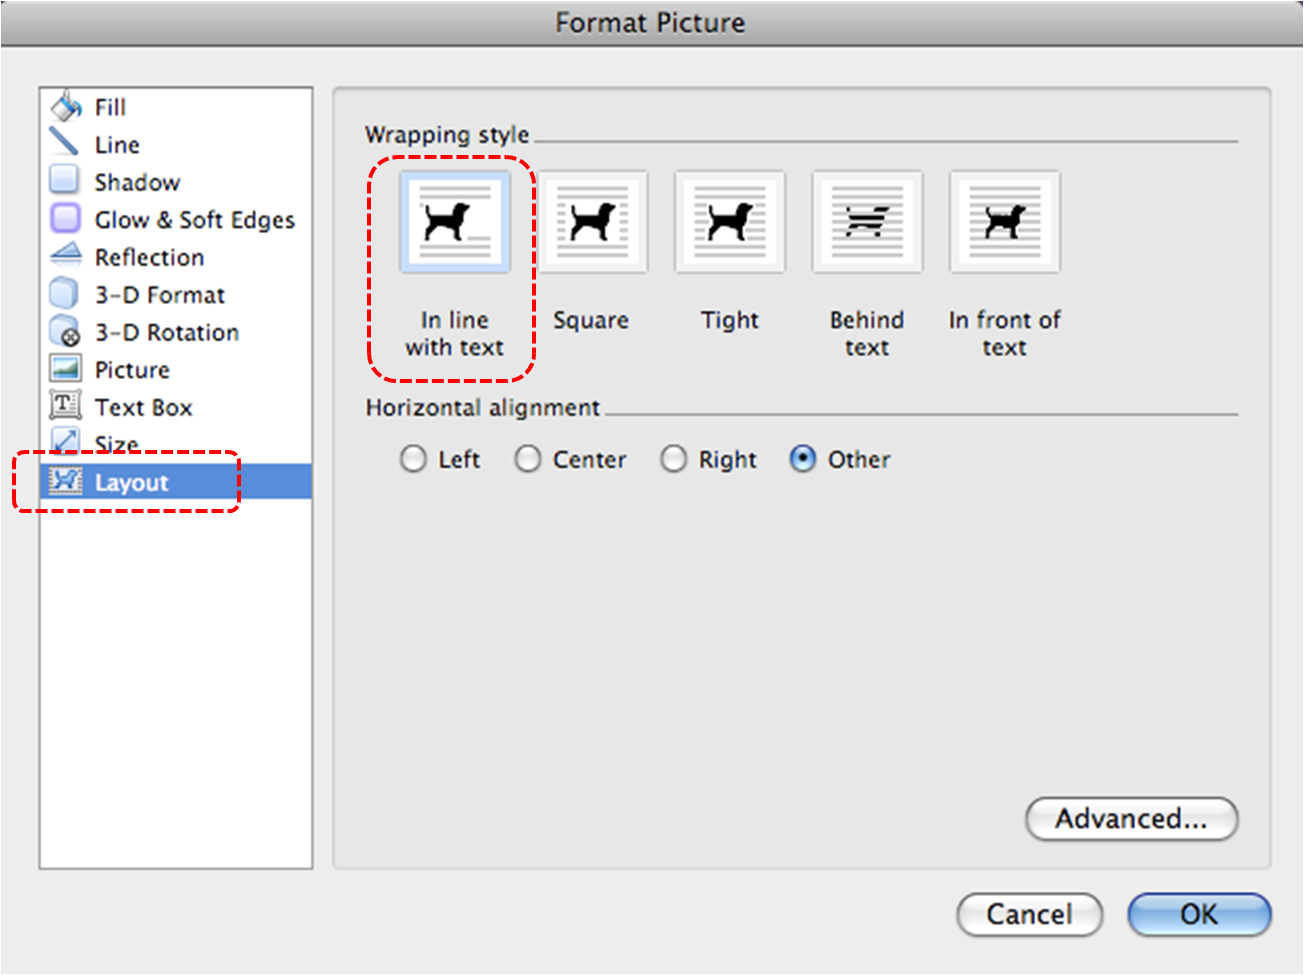 Format Picture
Fill
Line
Shadow
Glow & Soft Edges
Reflection
3-D Format
3-D Rotation
Picture
Text Box
Size
Layout
Wrapping style
In line
with text
Square
Tight
Behind
text
In front of
text
Horizontal alignment
Left Center Right Other
Advanced...
Cancel OK